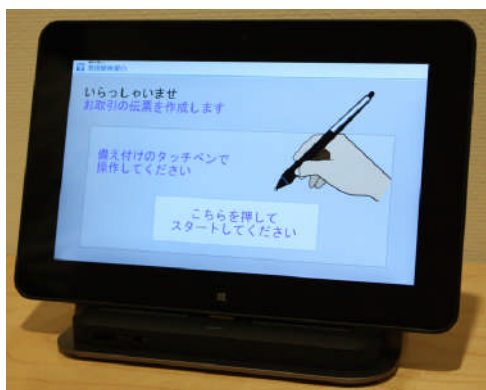 いらっしゃいませ
お取引の伝票を作成します
備え付けのタッチペンで
操作してください
こちらを押して
スタートしてください